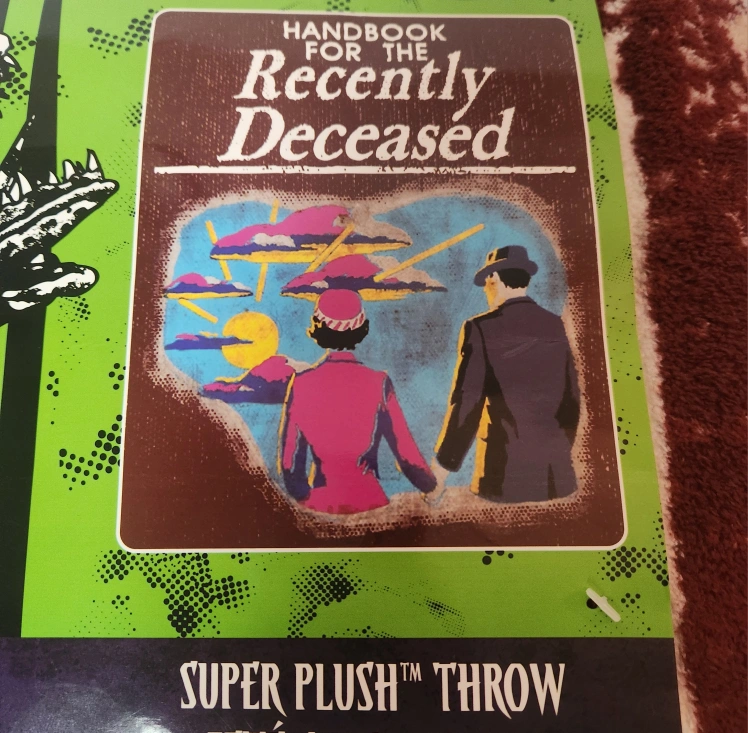 HANDBOOK
FOR THE
Recently
Deceased
SUPER PLUSH™ THROW